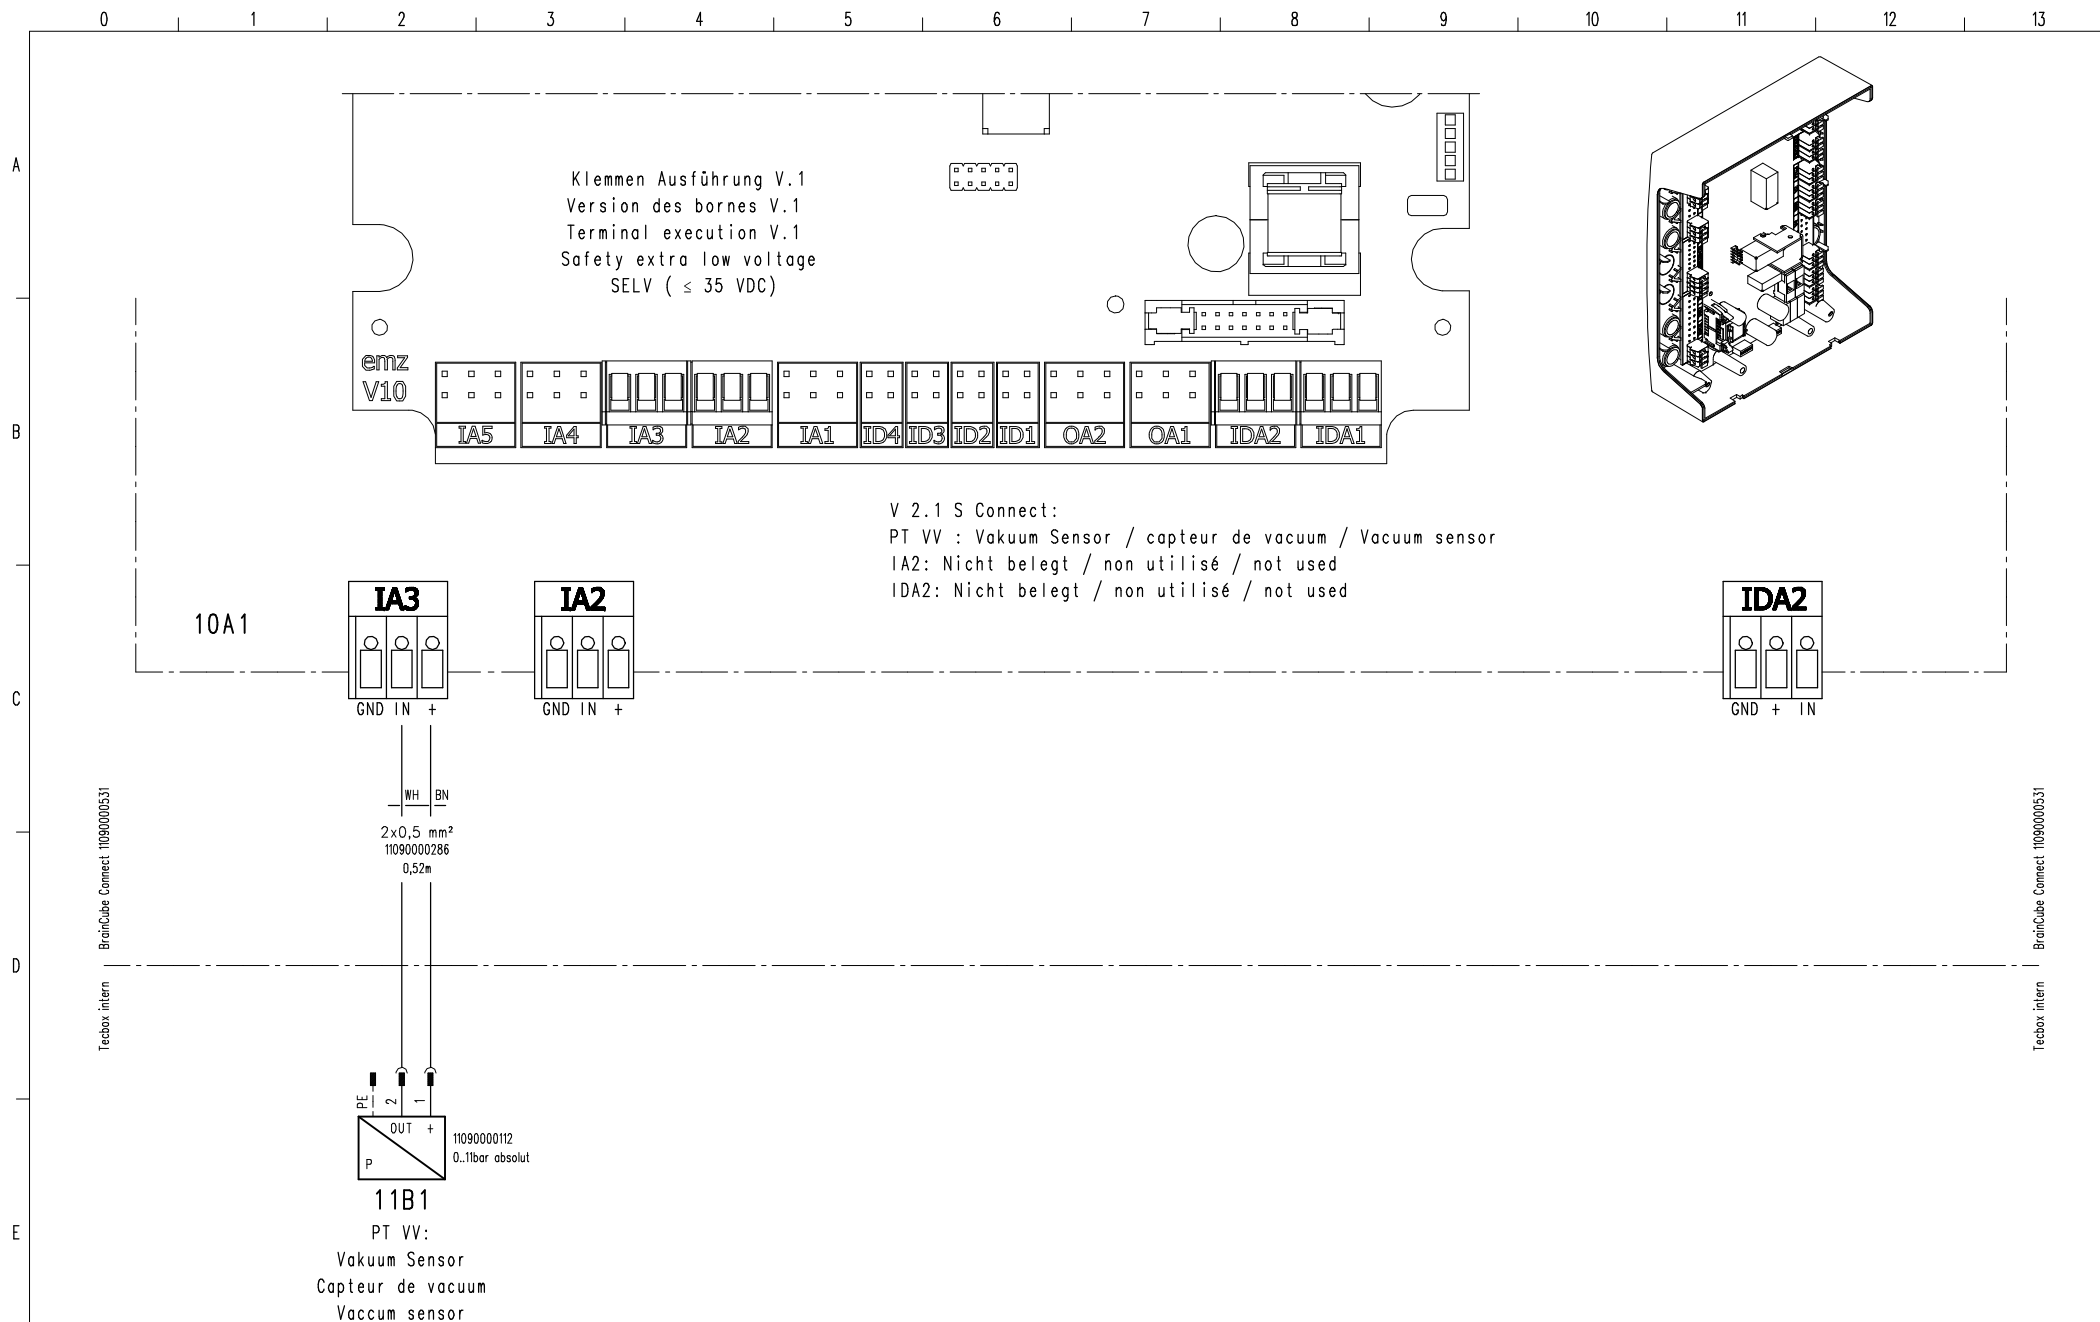 0 1 2 3 4 5 6 7 8 9 10 11 12 13
A
Klemmen Ausführung V.1
Version des bornes V.1
Terminal execution V.1
Safety extra low voltage
SELV ( ≤ 35 VDC)
emz
V10
B
IA5 IA4 IA3 IA2 IA1 ID4 ID3 ID2 ID1 OA2 OA1 IDA2 IDA1
V 2.1 S Connect:
PT VV : Vakuum Sensor / capteur de vacuum / Vacuum sensor
IA2: Nicht belegt / non utilisé / not used
IDA2: Nicht belegt / non utilisé / not used
10A1
IA3 IA2 IDA2
C
GND IN + GND IN + GND + IN
WH BN
2x0,5 mm²
11090000286
0,52m
BrainCube Connect 11090000531
BrainCube Connect 11090000531
D
Tecbox intern
Tecbox intern
PE 2 1
OUT +
P
11090000112
0..11bar absolut
11B1
E
PT VV:
Vakuum Sensor
Capteur de vacuum
Vaccum sensor